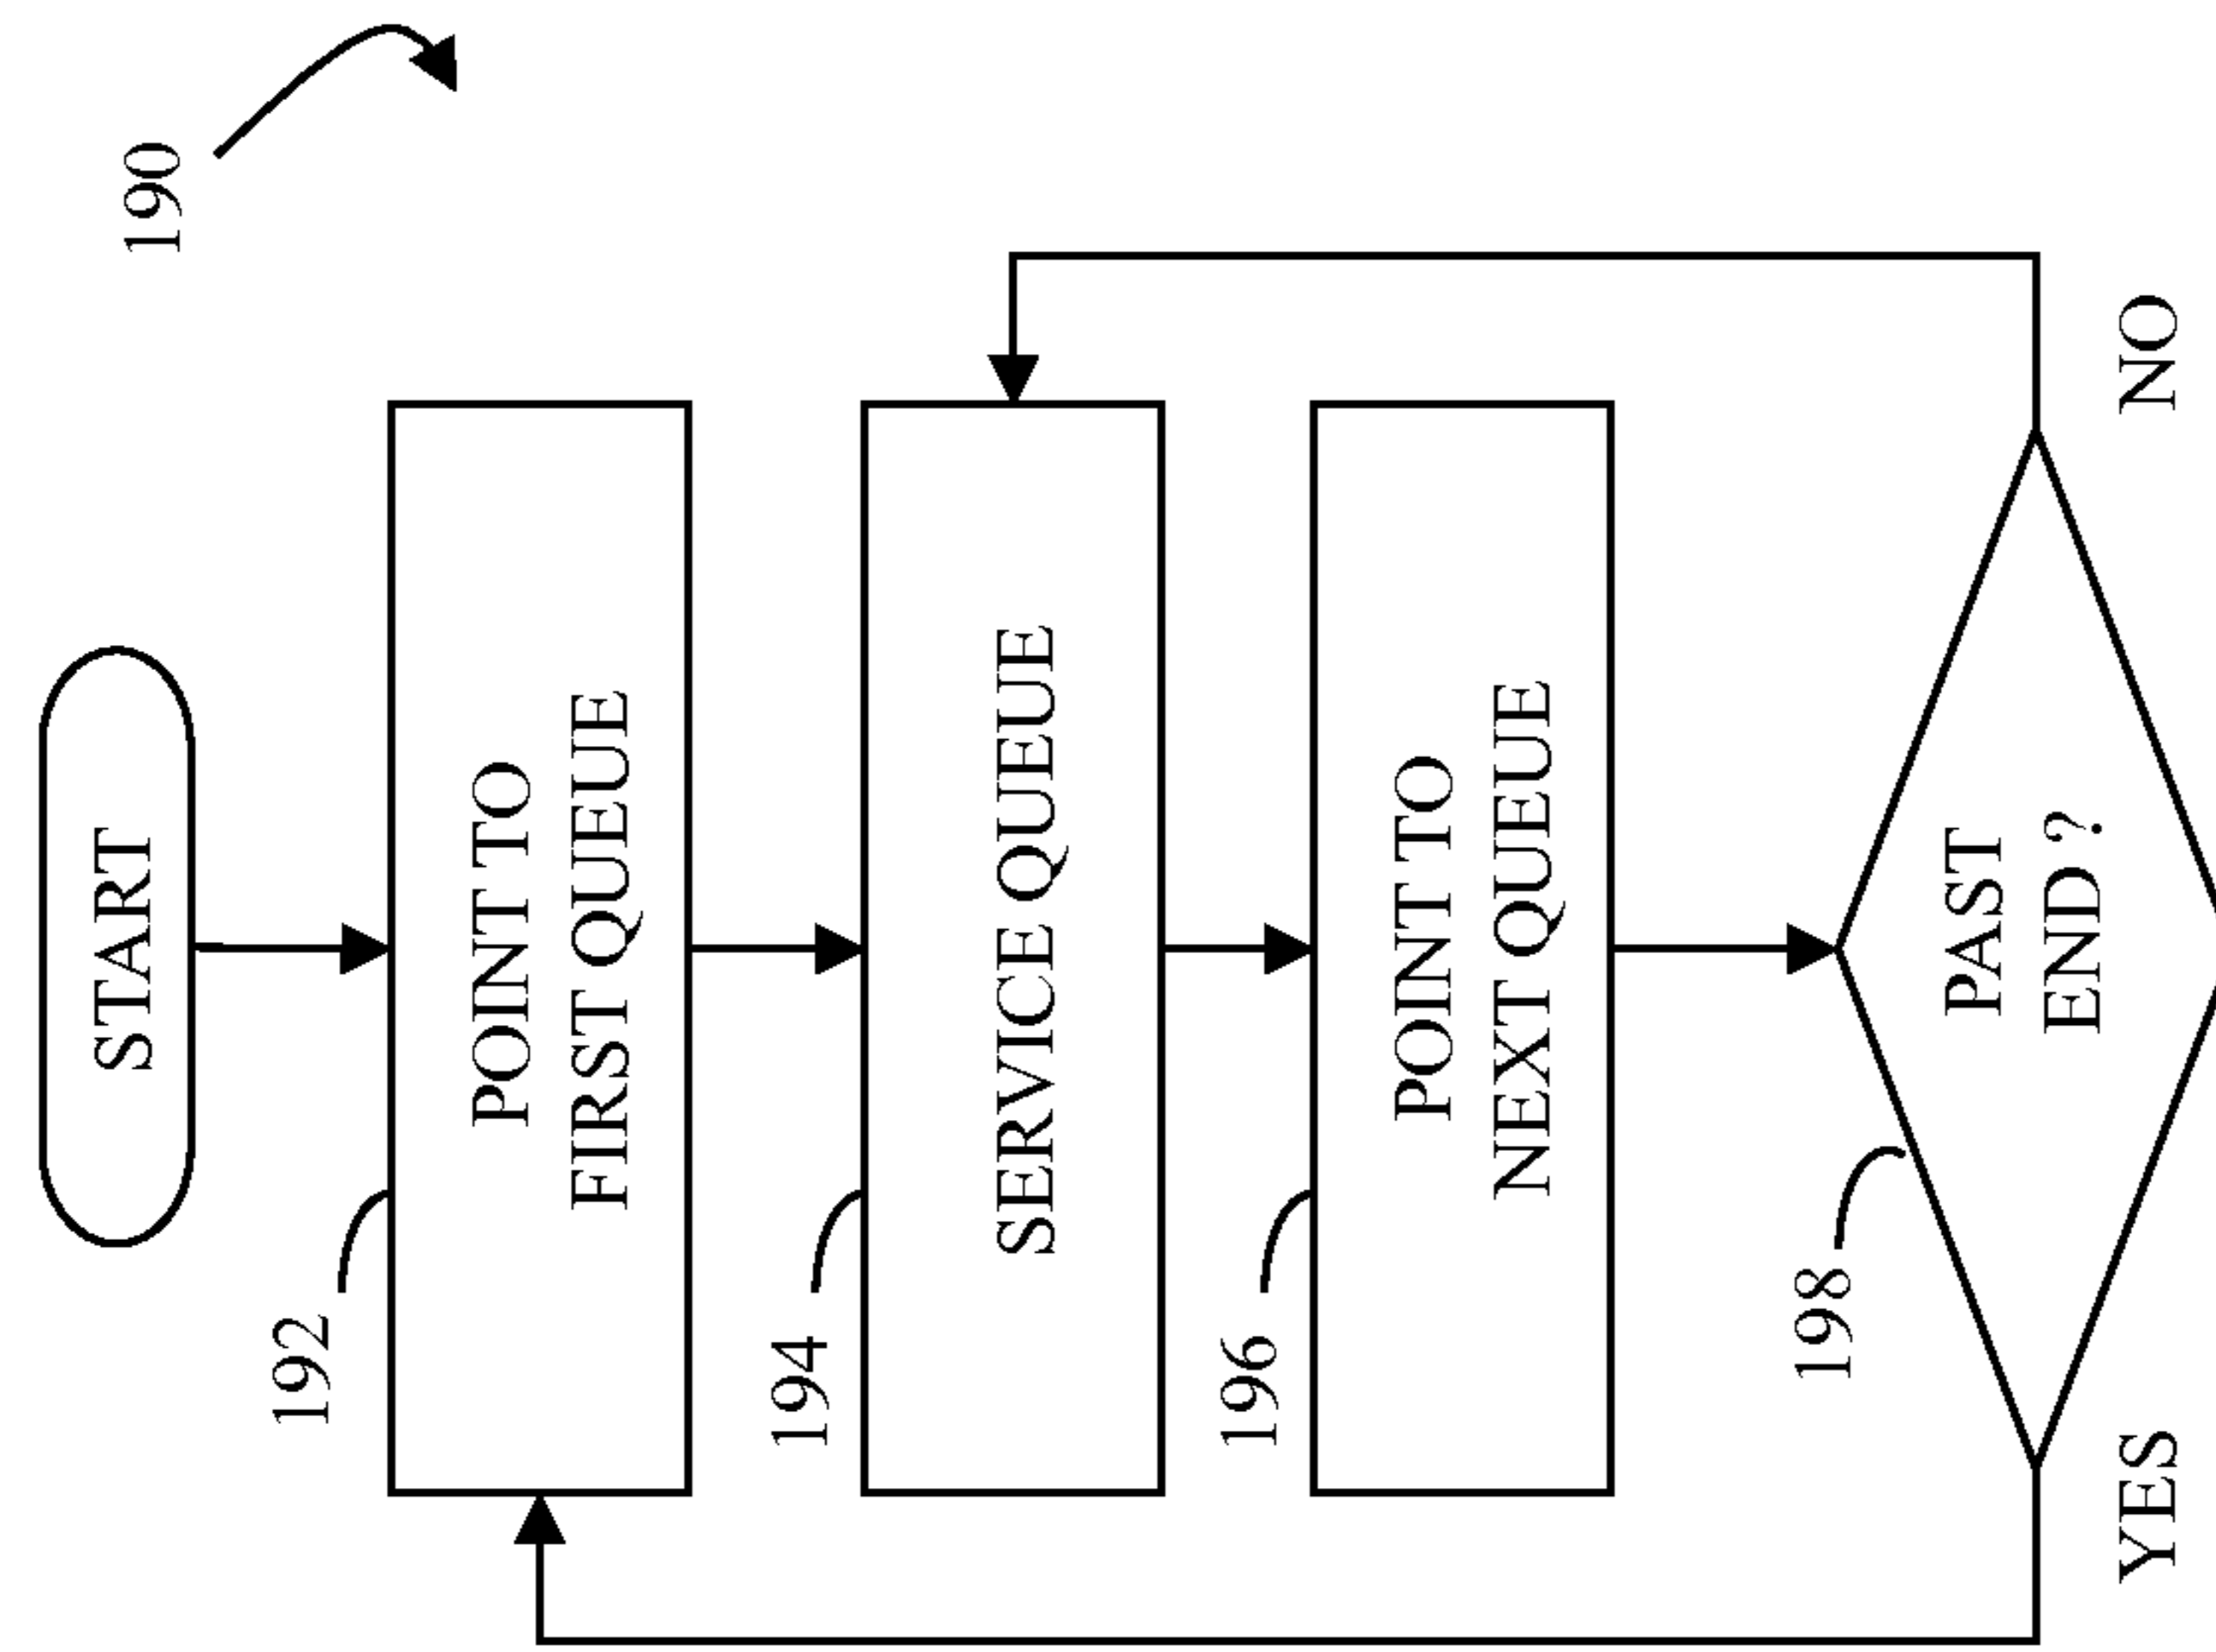 190
START
192
POINT TO
FIRST QUEUE
194
SERVICE QUEUE
196
POINT TO
NEXT QUEUE
198
PAST
END ?
YES
NO